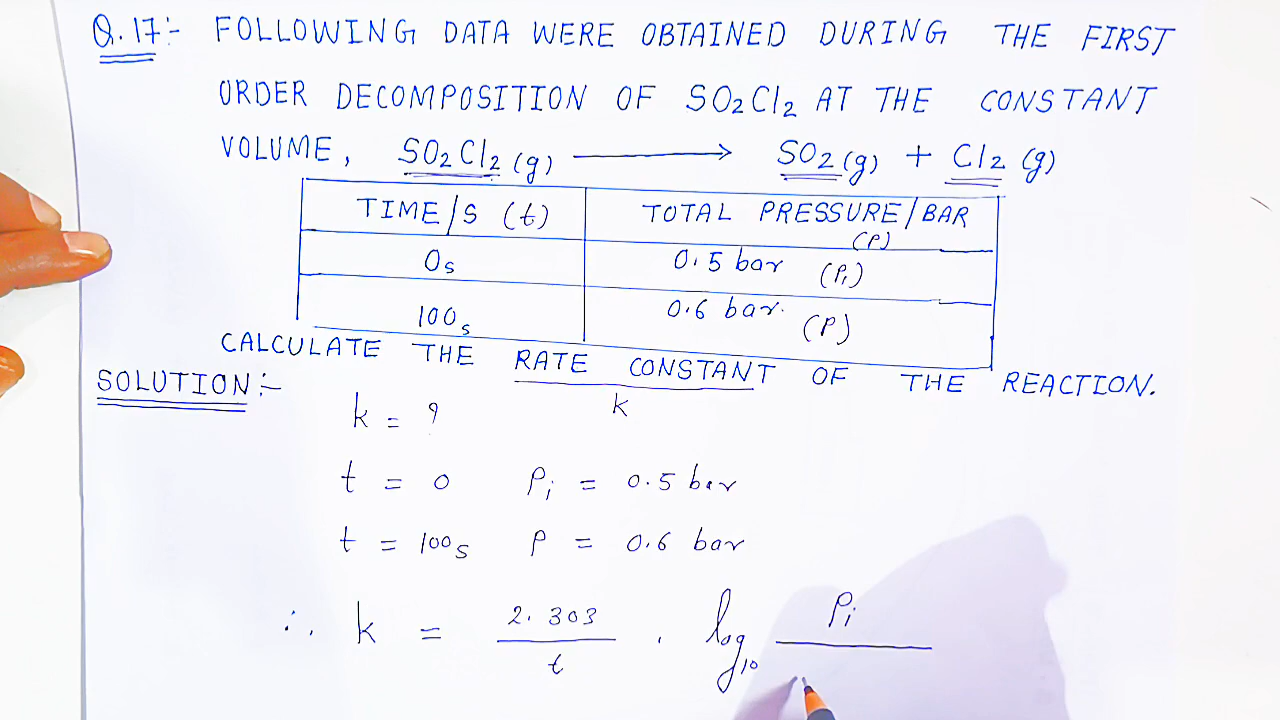 Q.17:- FOLLOWING DATA WERE OBTAINED DURING THE FIRST
ORDER DECOMPOSITION OF SO₂Cl₂ AT THE CONSTANT
VOLUME, SO₂Cl₂ (g) ⟶ SO₂ (g) + Cl₂ (g)
TIME/S (t) TOTAL PRESSURE/BAR (P)
0s 0.5 bar (Pᵢ)
100s 0.6 bar. (P)
CALCULATE THE RATE CONSTANT OF THE REACTION.
k
SOLUTION:-
k = ?
t = 0 Pᵢ = 0.5 bar
t = 100s P = 0.6 bar
∴ k = 2.303 / t . log₁₀ Pᵢ /